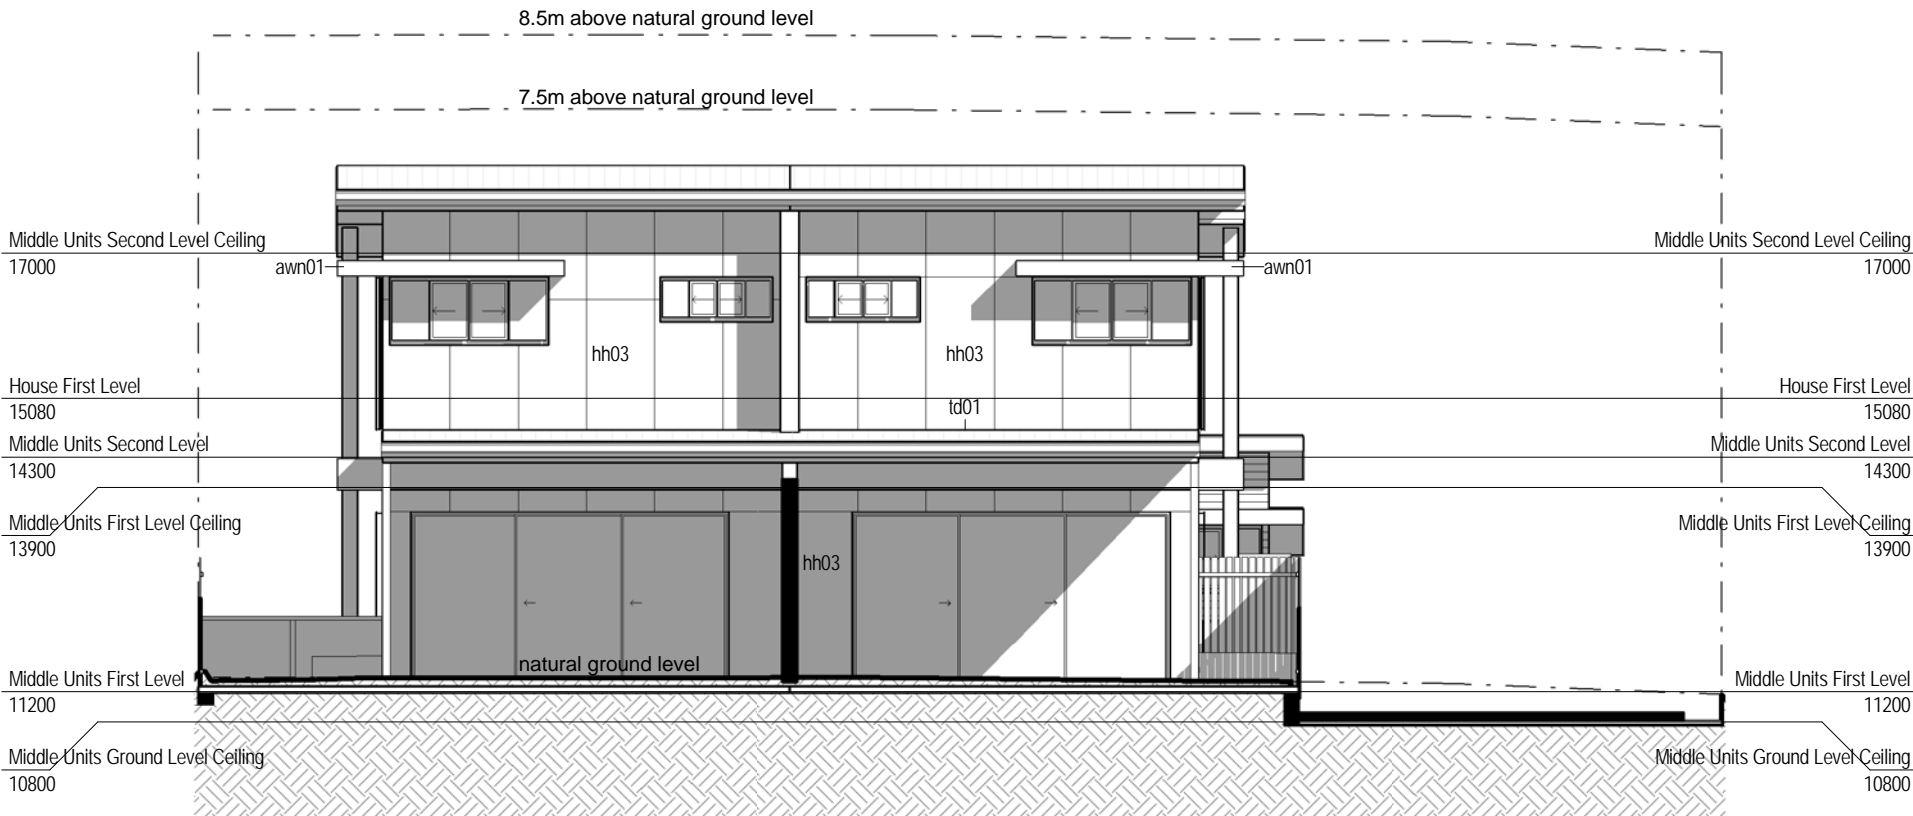 8.5m above natural ground level
7.5m above natural ground level
Middle Units Second Level Ceiling
17000
awn01
awn01
Middle Units Second Level Ceiling
17000
hh03
hh03
House First Level
15080
td01
House First Level
15080
Middle Units Second Level
14300
Middle Units Second Level
14300
Middle Units First Level Ceiling
13900
Middle Units First Level Ceiling
13900
hh03
natural ground level
Middle Units First Level
11200
Middle Units First Level
11200
Middle Units Ground Level Ceiling
10800
Middle Units Ground Level Ceiling
10800